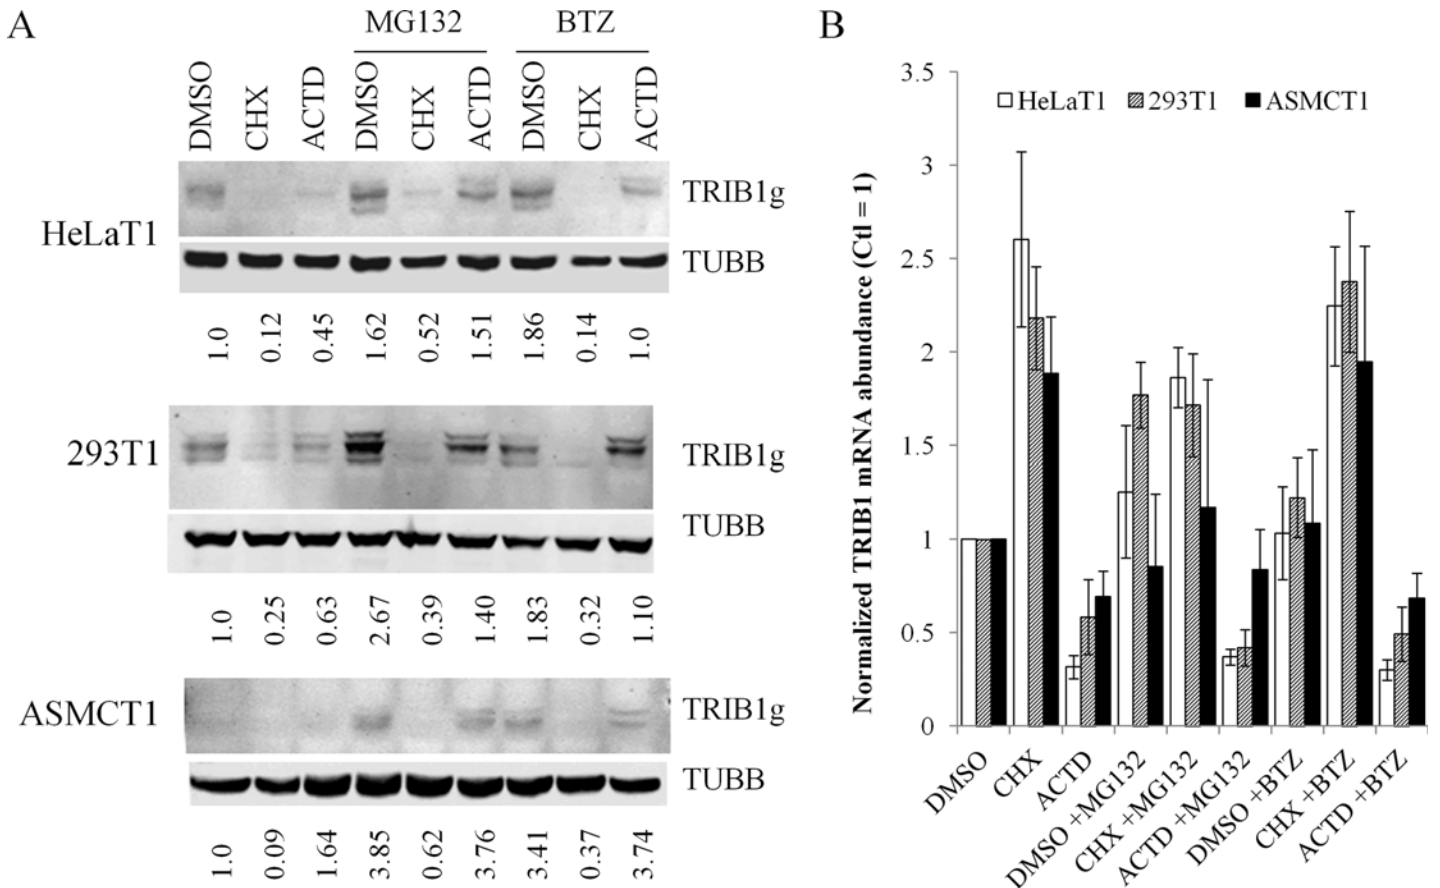 A
MG132
BTZ
DMSO
CHX
ACTD
DMSO
CHX
ACTD
DMSO
CHX
ACTD
HeLaT1
TRIB1g
TUBB
1.0
0.12
0.45
1.62
0.52
1.51
1.86
0.14
1.0
293T1
TRIB1g
TUBB
1.0
0.25
0.63
2.67
0.39
1.40
1.83
0.32
1.10
ASMCT1
TRIB1g
TUBB
1.0
0.09
1.64
3.85
0.62
3.76
3.41
0.37
3.74
B
Normalized TRIB1 mRNA abundance (Ctl = 1)
3.5
3
2.5
2
1.5
1
0.5
0
HeLaT1 293T1 ASMCT1
DMSO
CHX
ACTD
DMSO +MG132
CHX +MG132
ACTD +MG132
DMSO +BTZ
CHX +BTZ
ACTD +BTZ